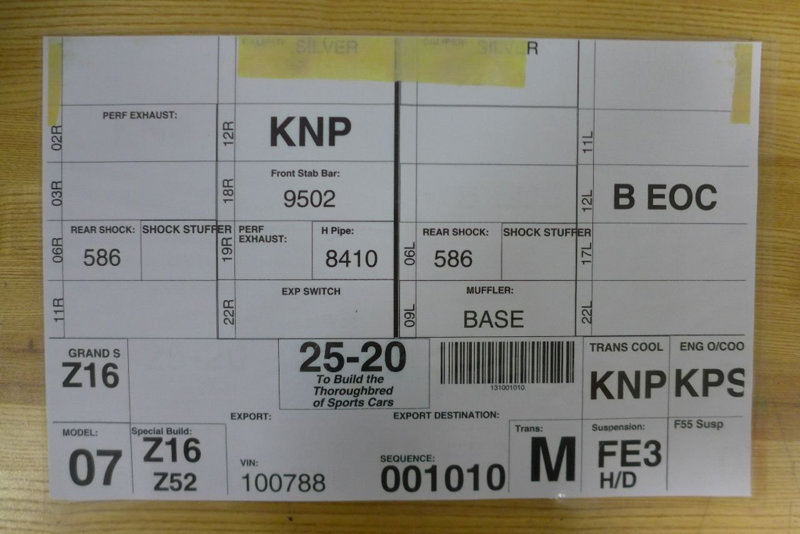 SILVER
R
02R
PERF EXHAUST:
12R
KNP
11L
03R
18R
Front Stab Bar:
9502
12L
B EOC
06R
REAR SHOCK:
586
SHOCK STUFFER
19R
PERF
EXHAUST:
H Pipe:
8410
06L
REAR SHOCK:
586
SHOCK STUFFER
17L
11R
22R
EXP SWITCH
09L
MUFFLER:
BASE
22L
GRAND S
Z16
25-20
To Build the
Thoroughbred
of Sports Cars
131001010
TRANS COOL
KNP
ENG O/COO
KPS
EXPORT:
EXPORT DESTINATION:
MODEL:
07
Special Build:
Z16
Z52
VIN:
100788
SEQUENCE:
001010
Trans:
M
Suspension:
FE3
H/D
F55 Susp